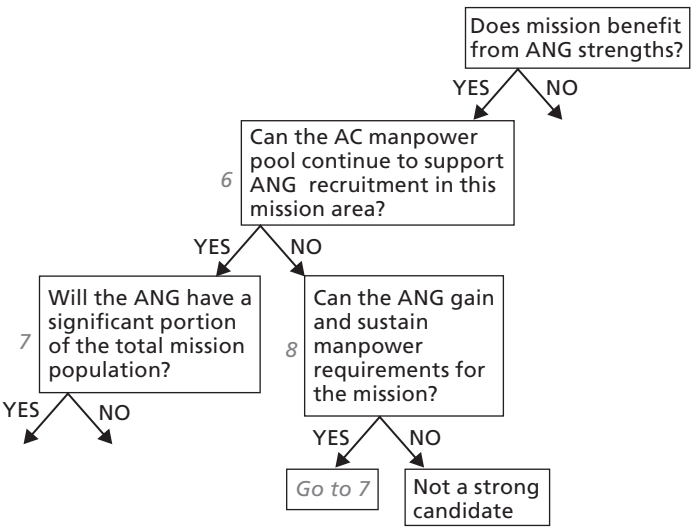 Does mission benefit
from ANG strengths?
YES
NO
6
Can the AC manpower
pool continue to support
ANG recruitment in this
mission area?
YES
NO
7
Will the ANG have a
significant portion
of the total mission
population?
8
Can the ANG gain
and sustain
manpower
requirements for
the mission?
YES
NO
YES
NO
Go to 7
Not a strong
candidate